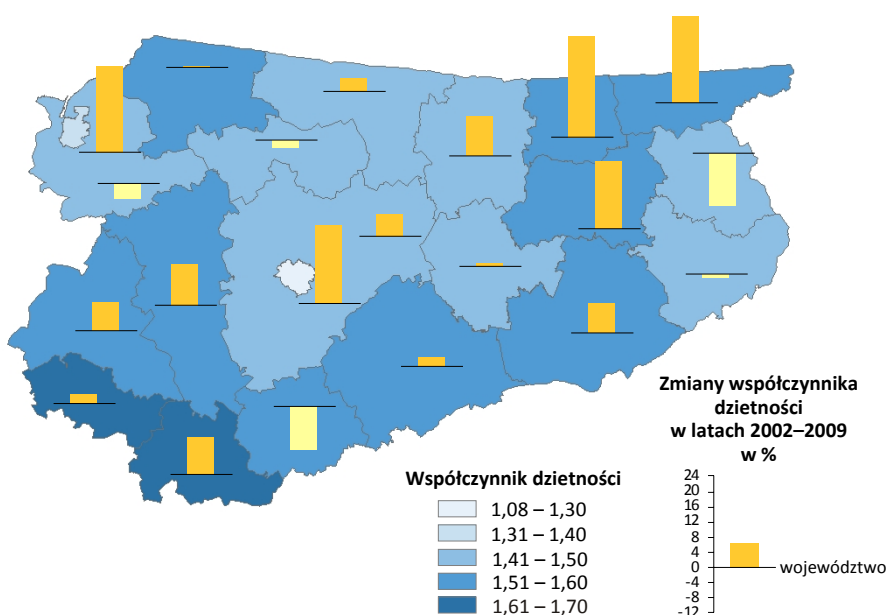 Zmiany współczynnika
dzietności
w latach 2002–2009
w %
Współczynnik dzietności
1,08 – 1,30
1,31 – 1,40
1,41 – 1,50
1,51 – 1,60
1,61 – 1,70
24
20
16
12
8
4
0
-4
-8
-12
województwo